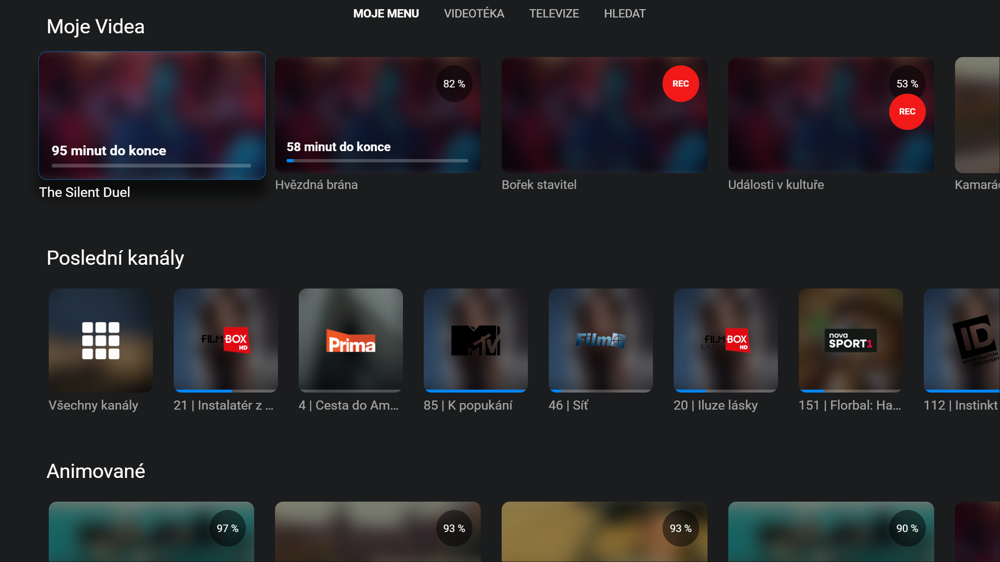 MOJE MENU VIDEOTÉKA TELEVIZE HLEDAT
Moje Videa
95 minut do konce
The Silent Duel
82 %
58 minut do konce
Hvězdná brána
REC
Bořek stavitel
53 %
REC
Události v kultuře
Kamará
Poslední kanály
Všechny kanály
FILMBOX
HD
21 | Instalatér z ...
Prima
4 | Cesta do Am...
MTV
85 | K popukání
Film
46 | Síť
FILMBOX
EXTRA HD
20 | Iluze lásky
nova
SPORT1
151 | Florbal: Ha...
ID
INVESTIGATION
DISCOVERY
112 | Instinkt
Animované
97 %
93 %
93 %
90 %